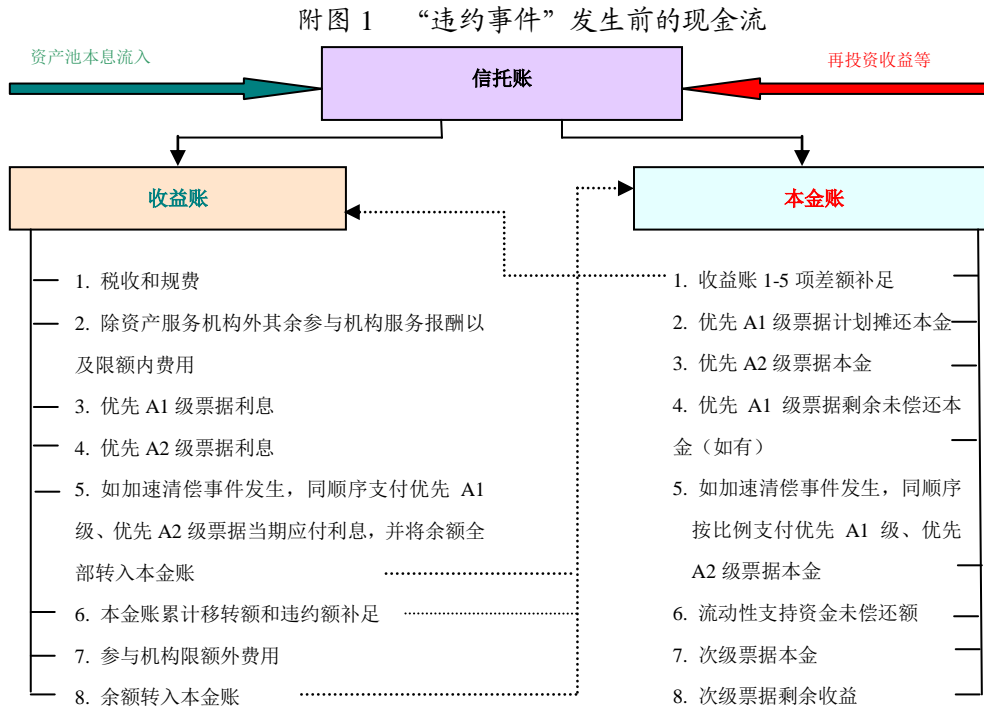 附图 1 “违约事件”发生前的现金流
资产池本息流入
信托账
再投资收益等
收益账
本金账
1. 税收和规费
2. 除资产服务机构外其余参与机构服务报酬以
及限额内费用
3. 优先 A1 级票据利息
4. 优先 A2 级票据利息
5. 如加速清偿事件发生，同顺序支付优先 A1
级、优先 A2 级票据当期应付利息，并将余额全
部转入本金账
6. 本金账累计移转额和违约额补足
7. 参与机构限额外费用
8. 余额转入本金账
1. 收益账 1-5 项差额补足
2. 优先 A1 级票据计划摊还本金
3. 优先 A2 级票据本金
4. 优先 A1 级票据剩余未偿还本
金（如有）
5. 如加速清偿事件发生，同顺序
按比例支付优先 A1 级、优先
A2 级票据本金
6. 流动性支持资金未偿还额
7. 次级票据本金
8. 次级票据剩余收益